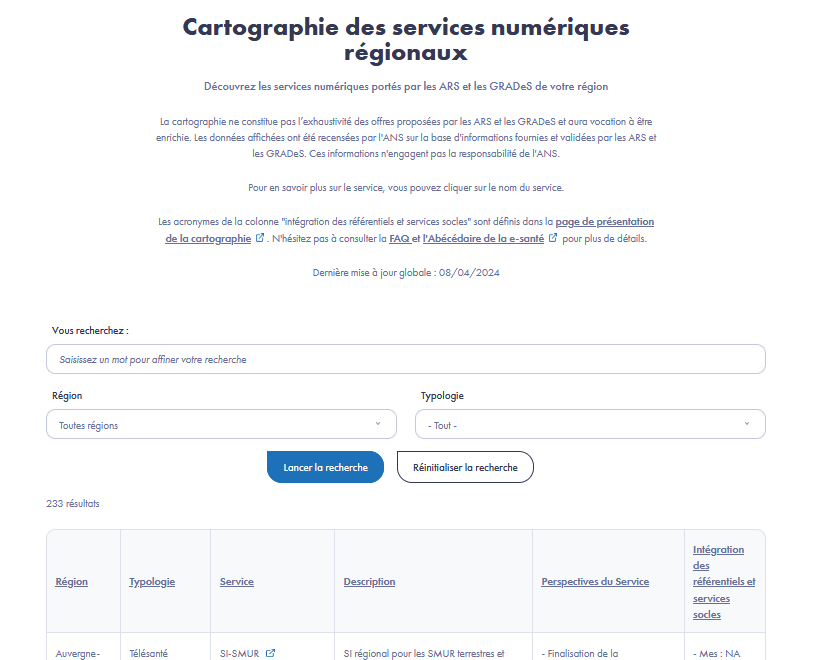 Cartographie des services numériques
régionaux
Découvrez les services numériques portés par les ARS et les GRADeS de votre région
La cartographie ne constitue pas l'exhaustivité des offres proposées par les ARS et les GRADeS et aura vocation à être
enrichie. Les données affichées ont été recensées par l'ANS sur la base d'informations fournies et validées par les ARS et
les GRADeS. Ces informations n'engagent pas la responsabilité de l'ANS.
Pour en savoir plus sur le service, vous pouvez cliquer sur le nom du service.
Les acronymes de la colonne "intégration des référentiels et services socles" sont définis dans la page de présentation
de la cartographie . N'hésitez pas à consulter la FAQ et l'Abécédaire de la e-santé pour plus de détails.
Dernière mise à jour globale : 08/04/2024
Vous recherchez :
Saisissez un mot pour affiner votre recherche
Région Typologie
Toutes régions - Tout -
Lancer la recherche Réinitialiser la recherche
233 résultats
Région Typologie Service Description Perspectives du Service Intégration
des
référentiels et
services
socles
Auvergne- Télésanté SI-SMUR SI régional pour les SMUR terrestres et - Finalisation de la - Mes : NA